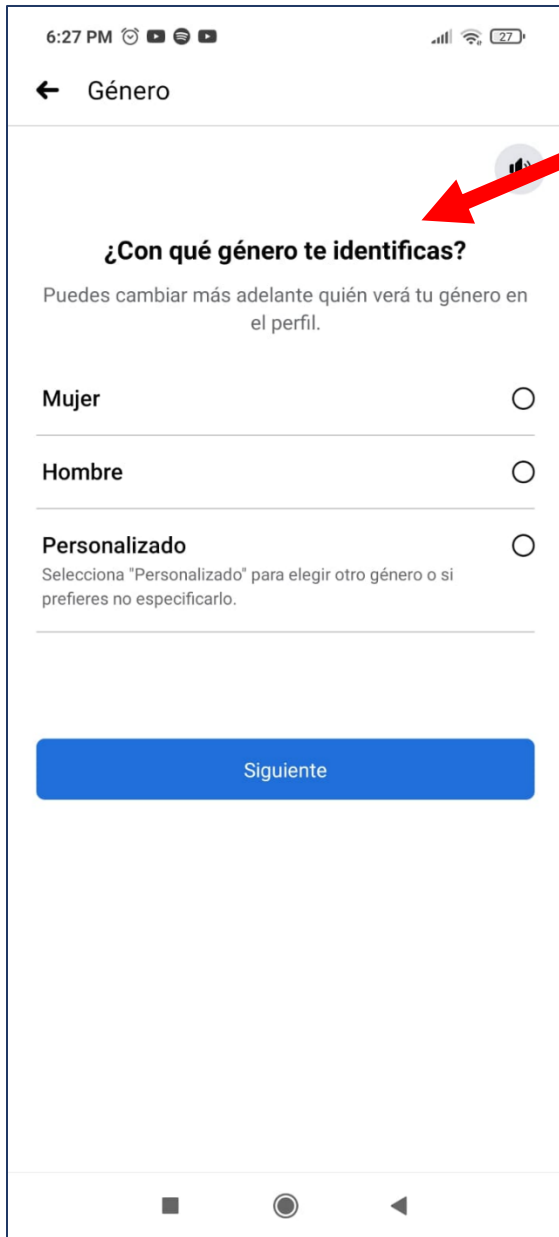 6:27 PM
27
Género
¿Con qué género te identificas?
Puedes cambiar más adelante quién verá tu género en
el perfil.
Mujer
Hombre
Personalizado
Selecciona "Personalizado" para elegir otro género o si
prefieres no especificarlo.
Siguiente